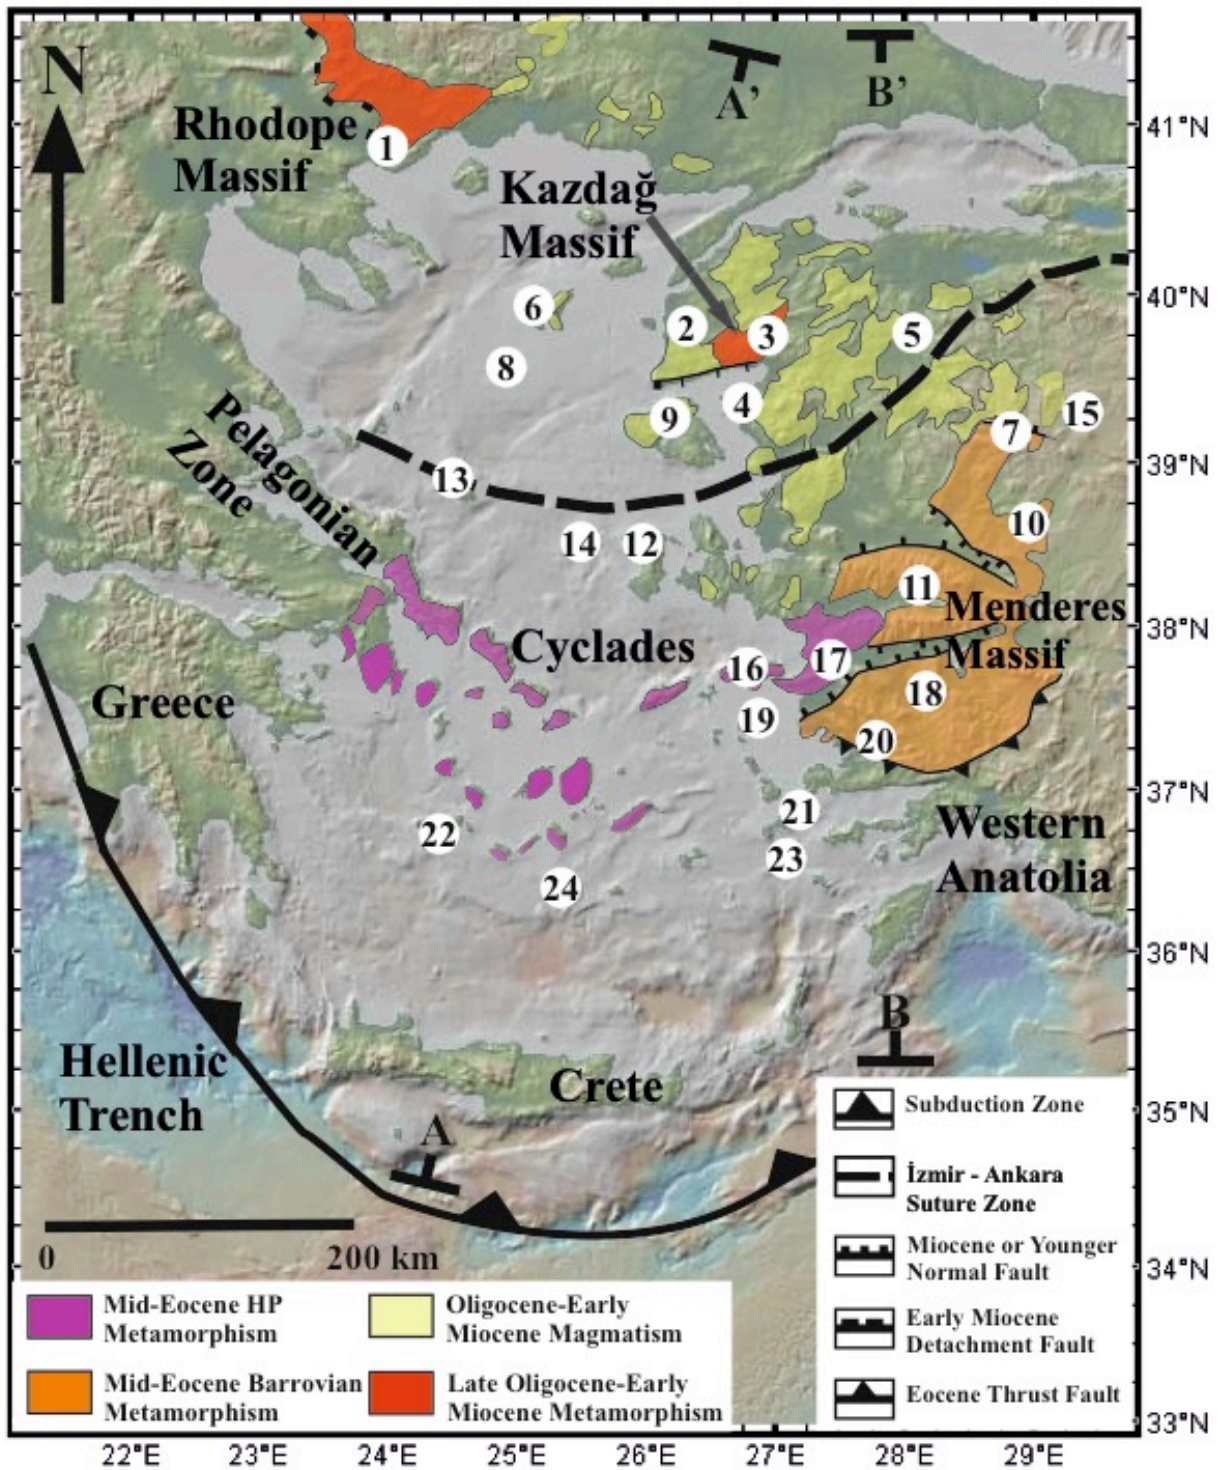 N
A’
B’
41°N
Rhodope
Massif
1
Kazdağ
Massif
40°N
6
2
3
5
8
4
9
15
7
Pelagonian
Zone
39°N
13
10
14
12
11
Menderes
Massif
38°N
Cyclades
16
17
18
Greece
19
20
37°N
21
22
Western
Anatolia
23
24
36°N
B
Hellenic
Trench
Crete
35°N
A
Subduction Zone
İzmir - Ankara
Suture Zone
0
200 km
Miocene or Younger
Normal Fault
34°N
Mid-Eocene HP
Metamorphism
Oligocene-Early
Miocene Magmatism
Early Miocene
Detachment Fault
Mid-Eocene Barrovian
Metamorphism
Late Oligocene-Early
Miocene Metamorphism
Eocene Thrust Fault
33°N
22°E 23°E 24°E 25°E 26°E 27°E 28°E 29°E